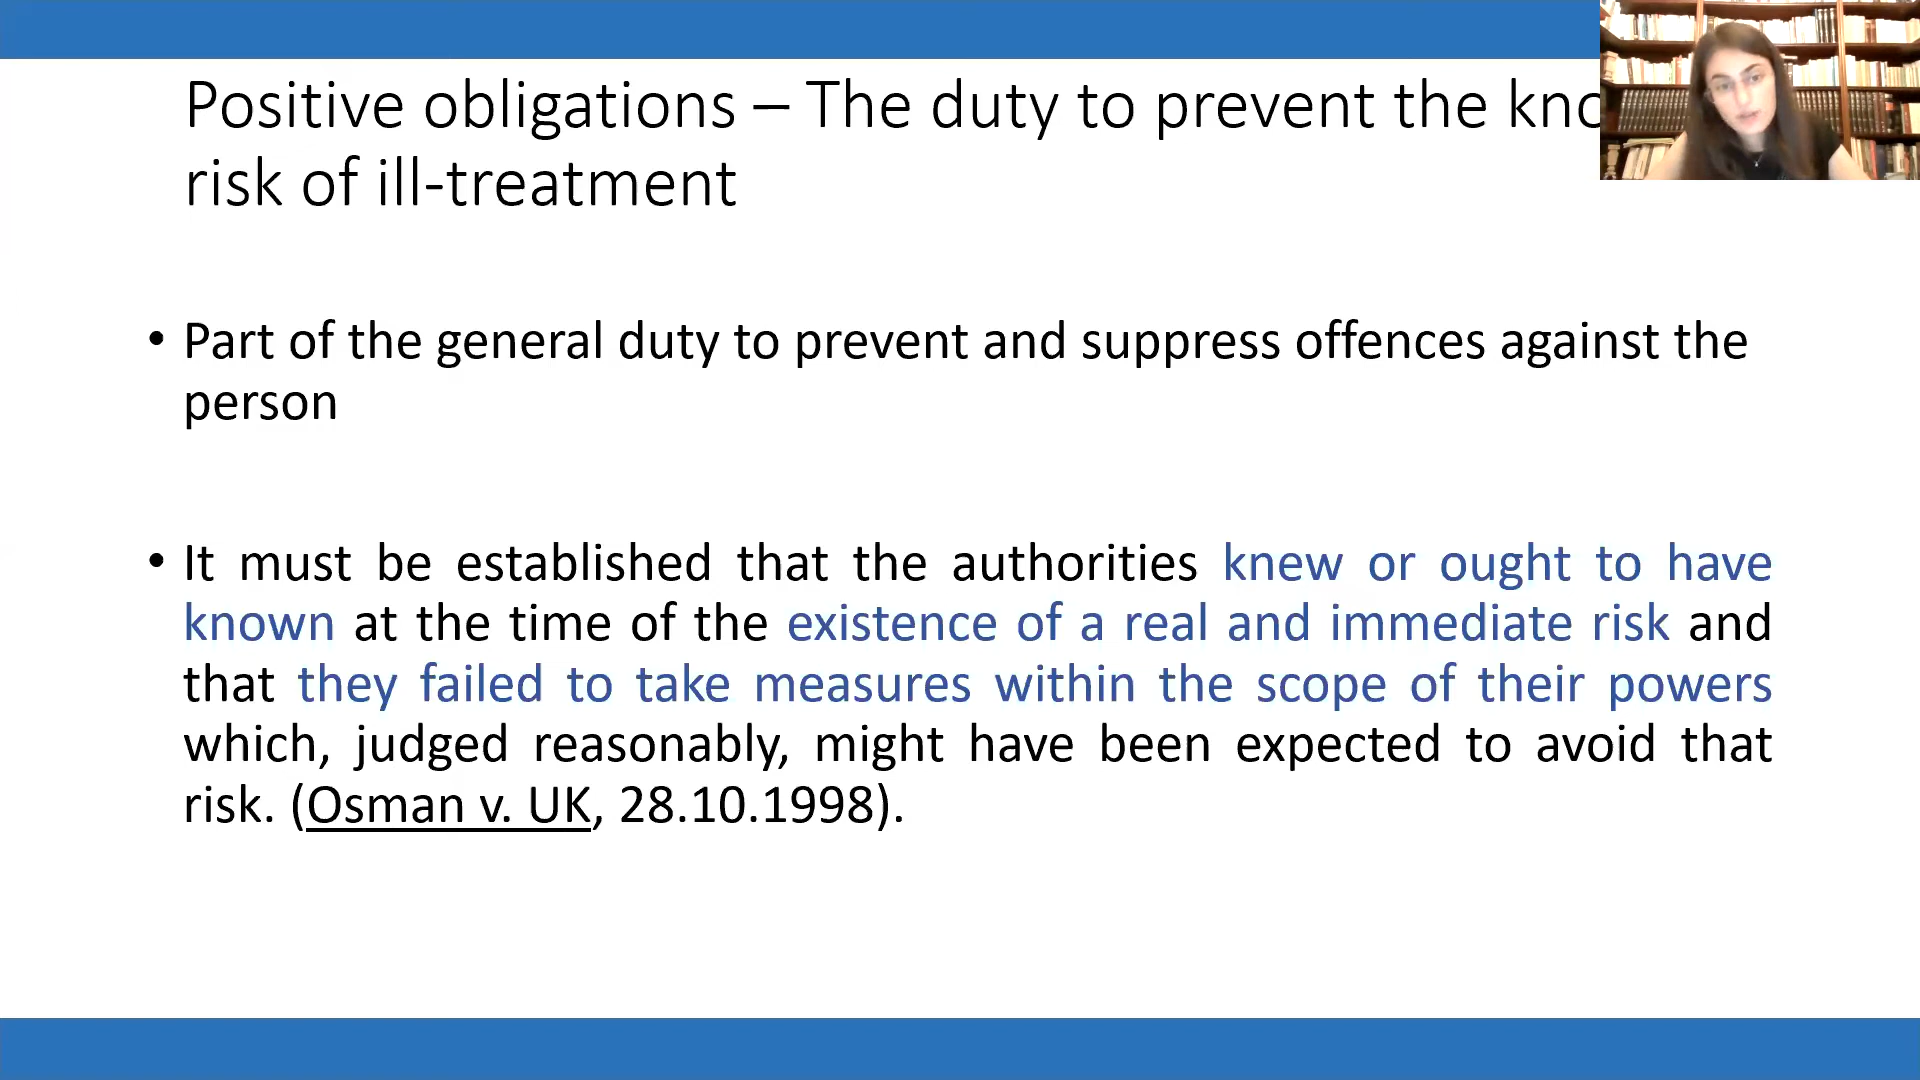 Positive obligations – The duty to prevent the
risk of ill-treatment
• Part of the general duty to prevent and suppress offences against the
person
• It must be established that the authorities knew or ought to have
known at the time of the existence of a real and immediate risk and
that they failed to take measures within the scope of their powers
which, judged reasonably, might have been expected to avoid that
risk. (Osman v. UK, 28.10.1998).